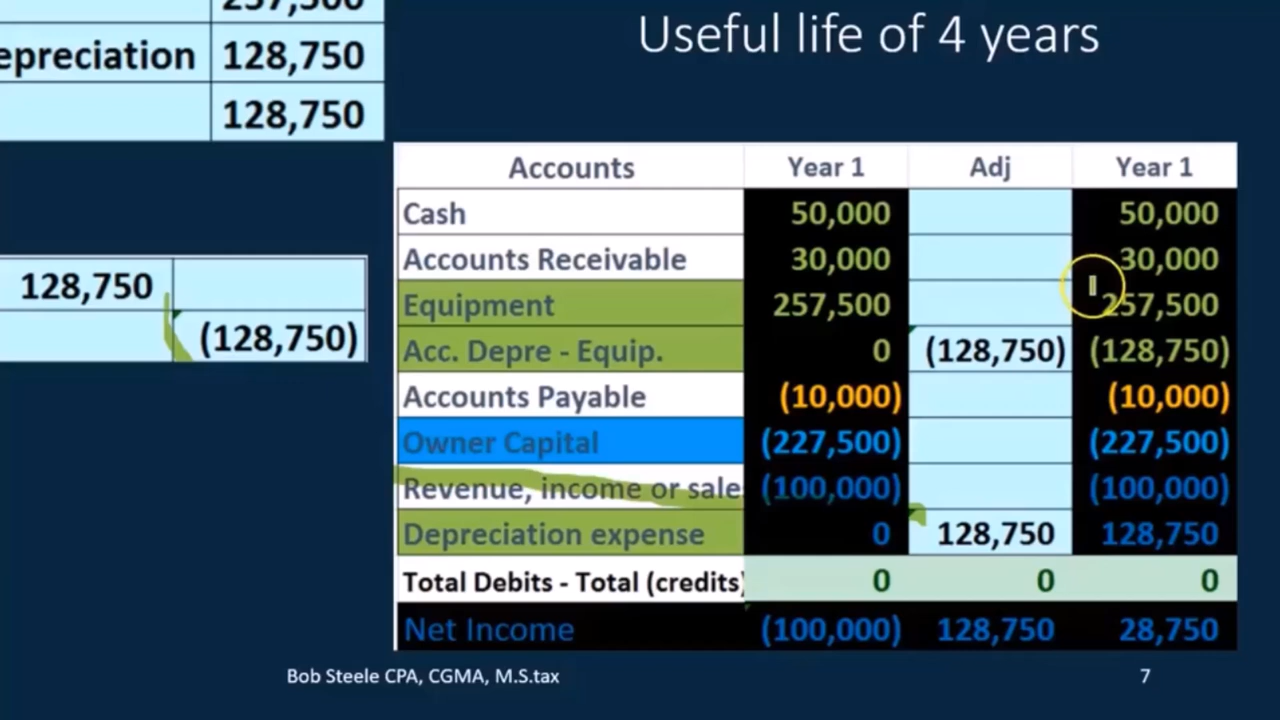 257,500
epreciation 128,750
128,750
Useful life of 4 years
128,750
(128,750)
Accounts Year 1 Adj Year 1
Cash 50,000 50,000
Accounts Receivable 30,000 30,000
Equipment 257,500 257,500
Acc. Depre - Equip. 0 (128,750) (128,750)
Accounts Payable (10,000) (10,000)
Owner Capital (227,500) (227,500)
Revenue, income or sale (100,000) (100,000)
Depreciation expense 0 128,750 128,750
Total Debits - Total (credits) 0 0 0
Net Income (100,000) 128,750 28,750
Bob Steele CPA, CGMA, M.S.tax 7